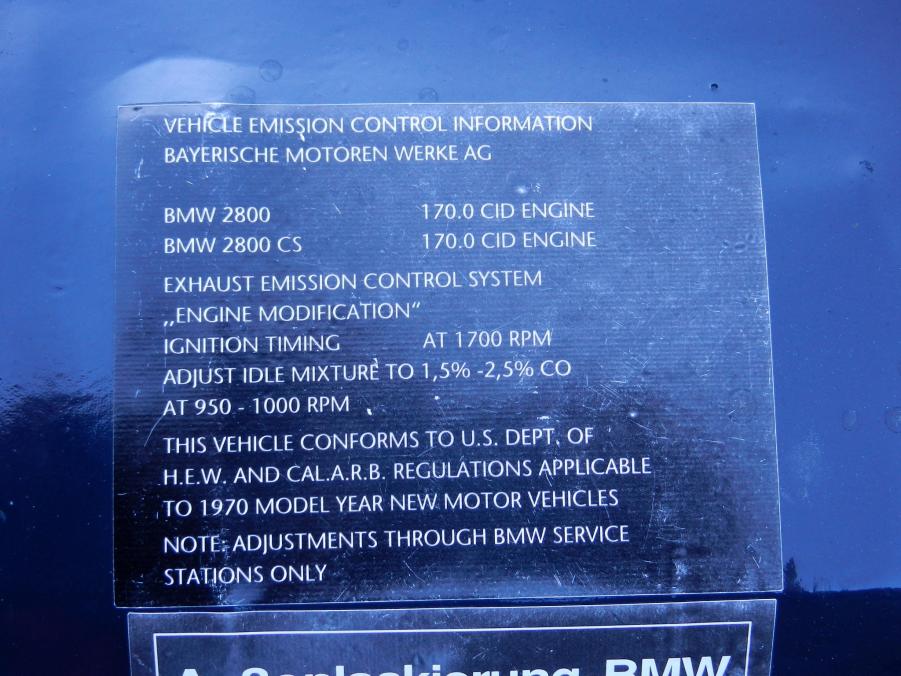 VEHICLE EMISSION CONTROL INFORMATION
BAYERISCHE MOTOREN WERKE AG
BMW 2800 170.0 CID ENGINE
BMW 2800 CS 170.0 CID ENGINE
EXHAUST EMISSION CONTROL SYSTEM
„ENGINE MODIFICATION“
IGNITION TIMING AT 1700 RPM
ADJUST IDLE MIXTURE TO 1,5% -2,5% CO
AT 950 - 1000 RPM
THIS VEHICLE CONFORMS TO U.S. DEPT. OF
H.E.W. AND CAL.A.R.B. REGULATIONS APPLICABLE
TO 1970 MODEL YEAR NEW MOTOR VEHICLES
NOTE: ADJUSTMENTS THROUGH BMW SERVICE
STATIONS ONLY
BMW